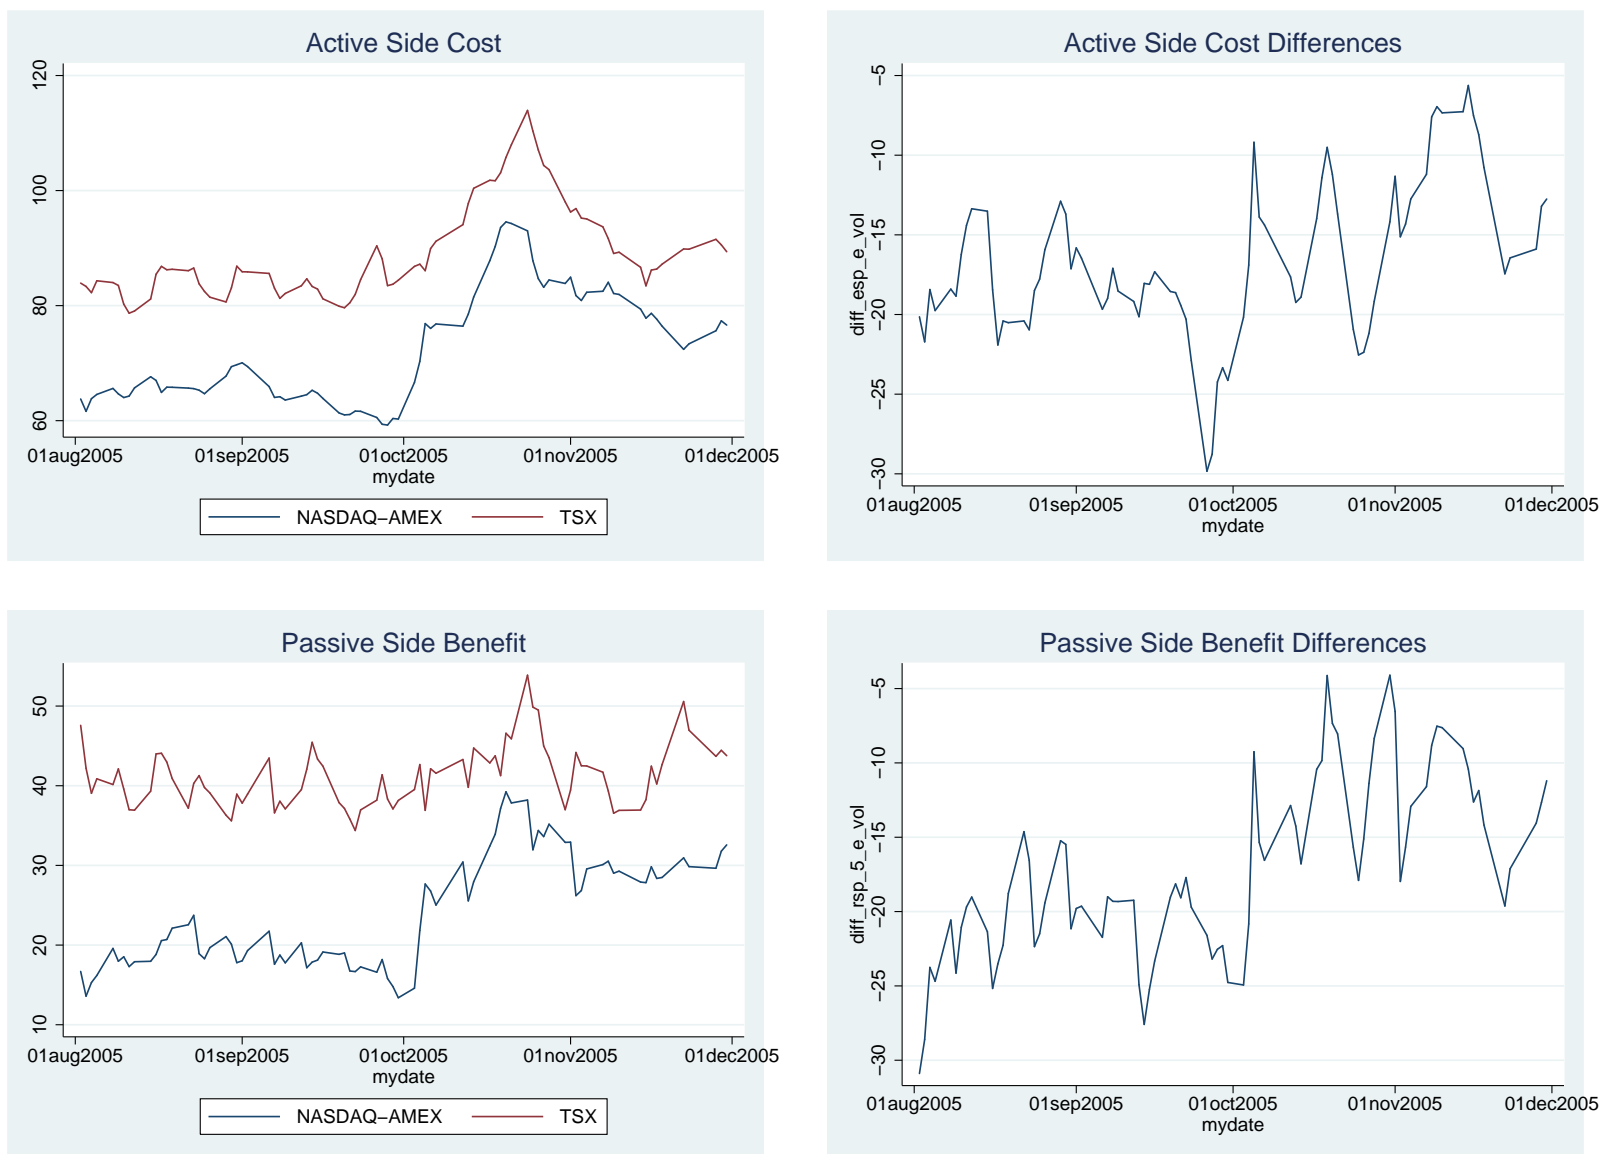 Active Side Cost
120
100
80
60
01aug2005 01sep2005 01oct2005 01nov2005 01dec2005
mydate
NASDAQ−AMEX TSX
Active Side Cost Differences
diff_esp_e_vol
−5
−10
−15
−20
−25
−30
01aug2005 01sep2005 01oct2005 01nov2005 01dec2005
mydate
Passive Side Benefit
50
40
30
20
10
01aug2005 01sep2005 01oct2005 01nov2005 01dec2005
mydate
NASDAQ−AMEX TSX
Passive Side Benefit Differences
diff_rsp_5_e_vol
−5
−10
−15
−20
−25
−30
01aug2005 01sep2005 01oct2005 01nov2005 01dec2005
mydate